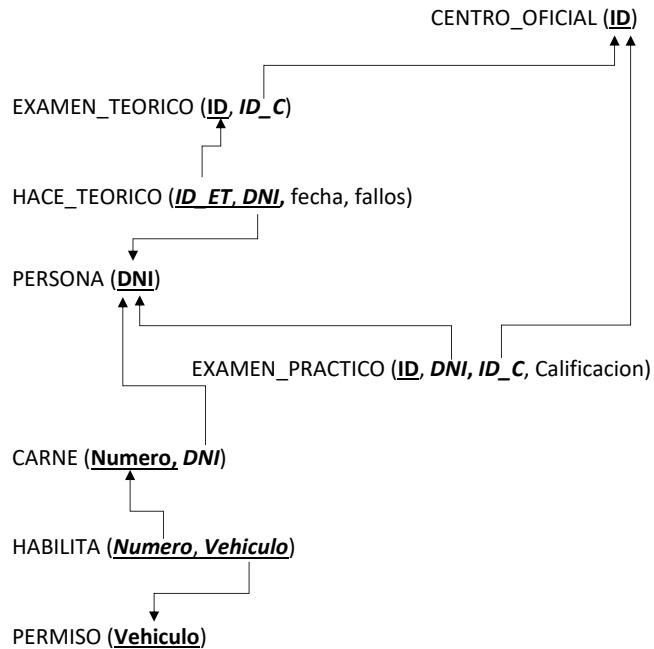 CENTRO_OFICIAL (ID)
EXAMEN_TEORICO (ID, ID_C)
HACE_TEORICO (ID_ET, DNI, fecha, fallos)
PERSONA (DNI)
EXAMEN_PRACTICO (ID, DNI, ID_C, Calificacion)
CARNE (Numero, DNI)
HABILITA (Numero, Vehiculo)
PERMISO (Vehiculo)